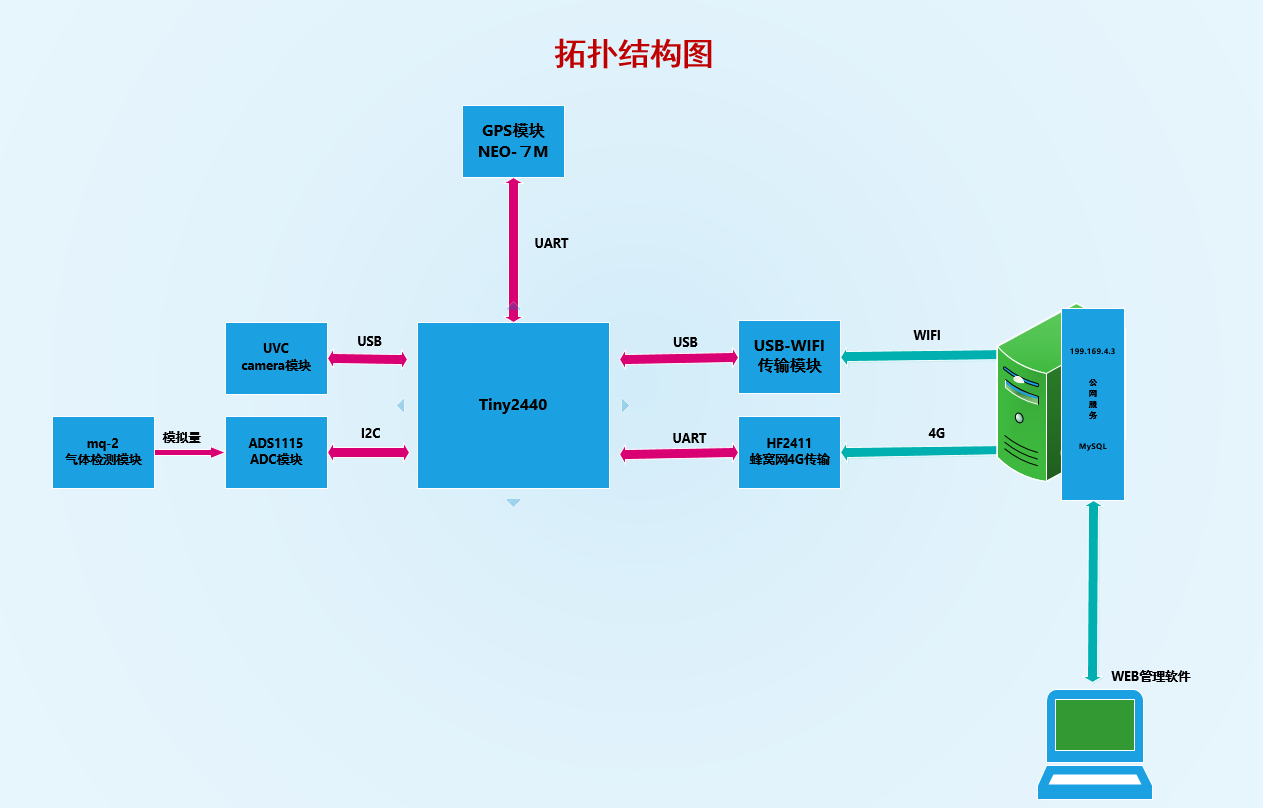 拓扑结构图
GPS模块
NEO-７M
UART
UVC
camera模块
USB
USB
USB-WIFI
传输模块
WIFI
199.169.4.3
公
网
服
务
MySQL
Tiny2440
mq-2
气体检测模块
模拟量
ADS1115
ADC模块
I2C
UART
HF2411
蜂窝网4G传输
4G
WEB管理软件